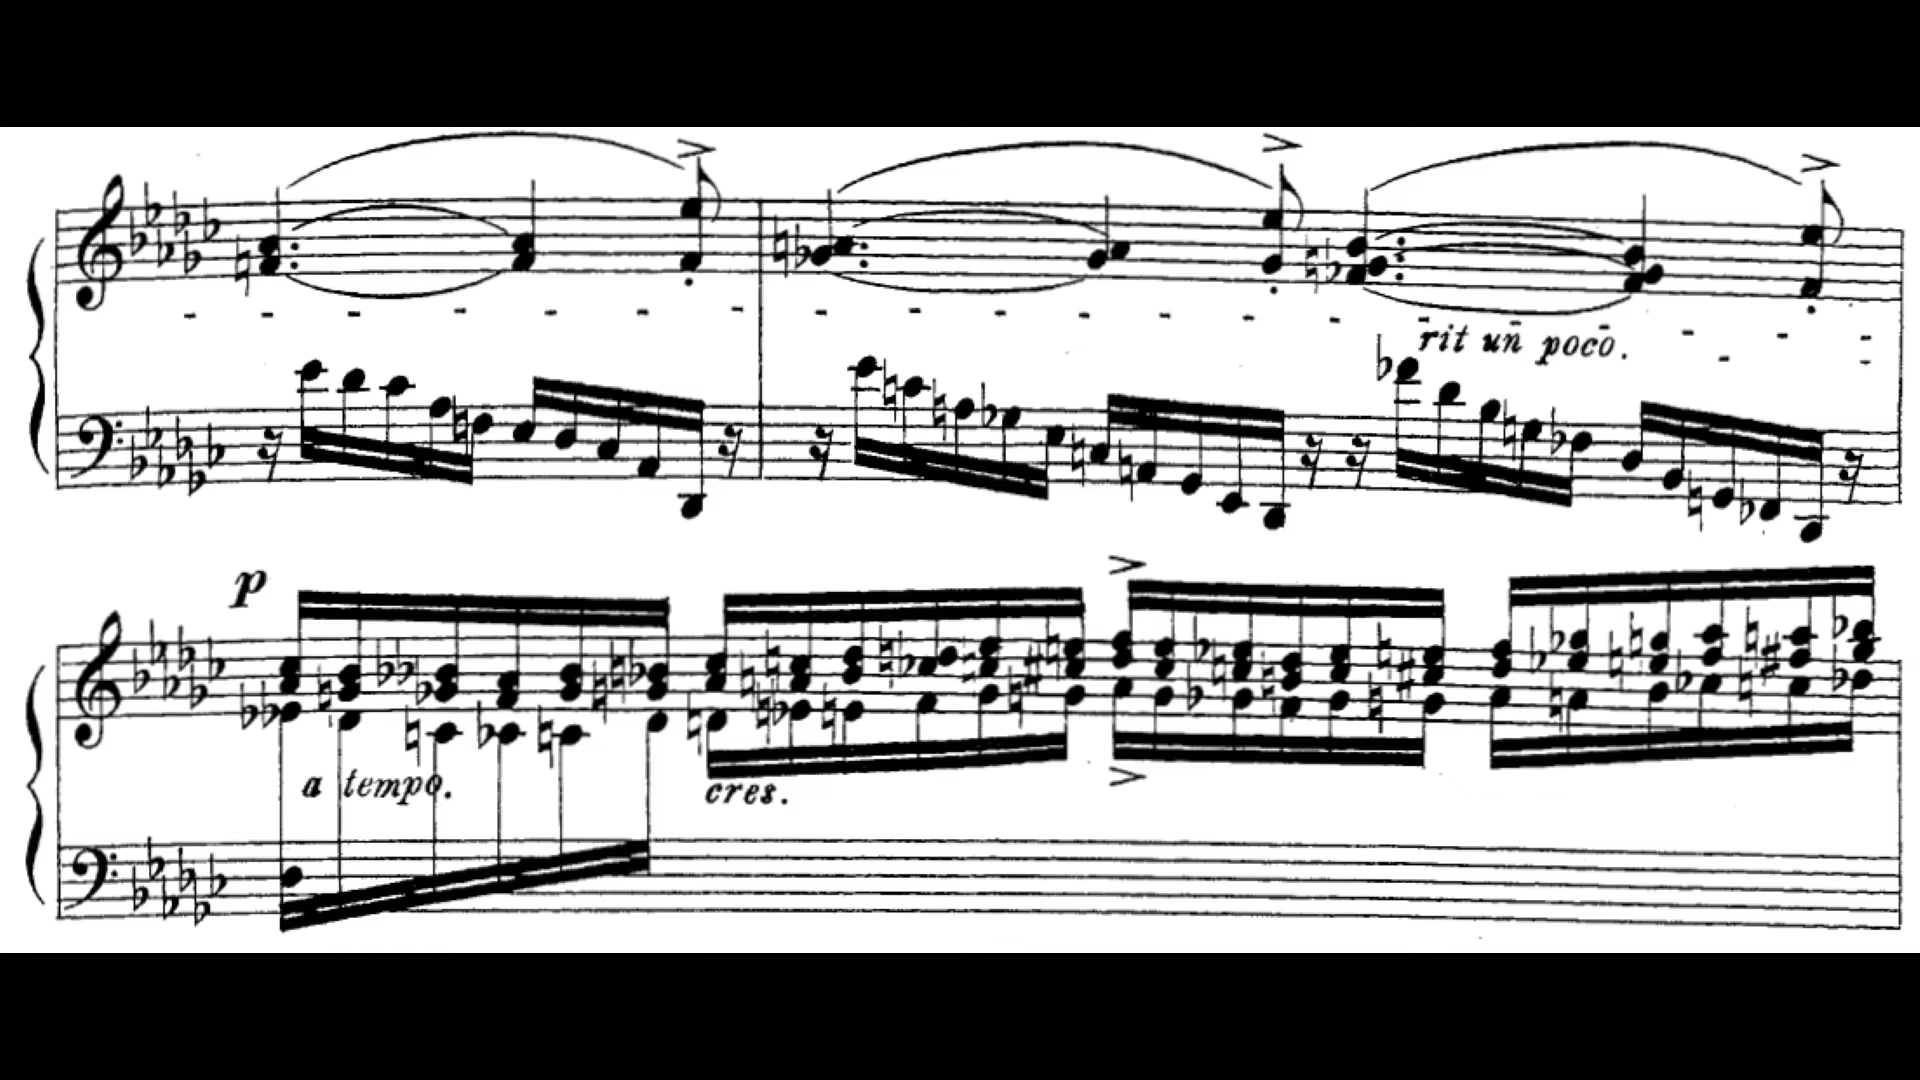 rit un poco.
p
a tempo.
cres.